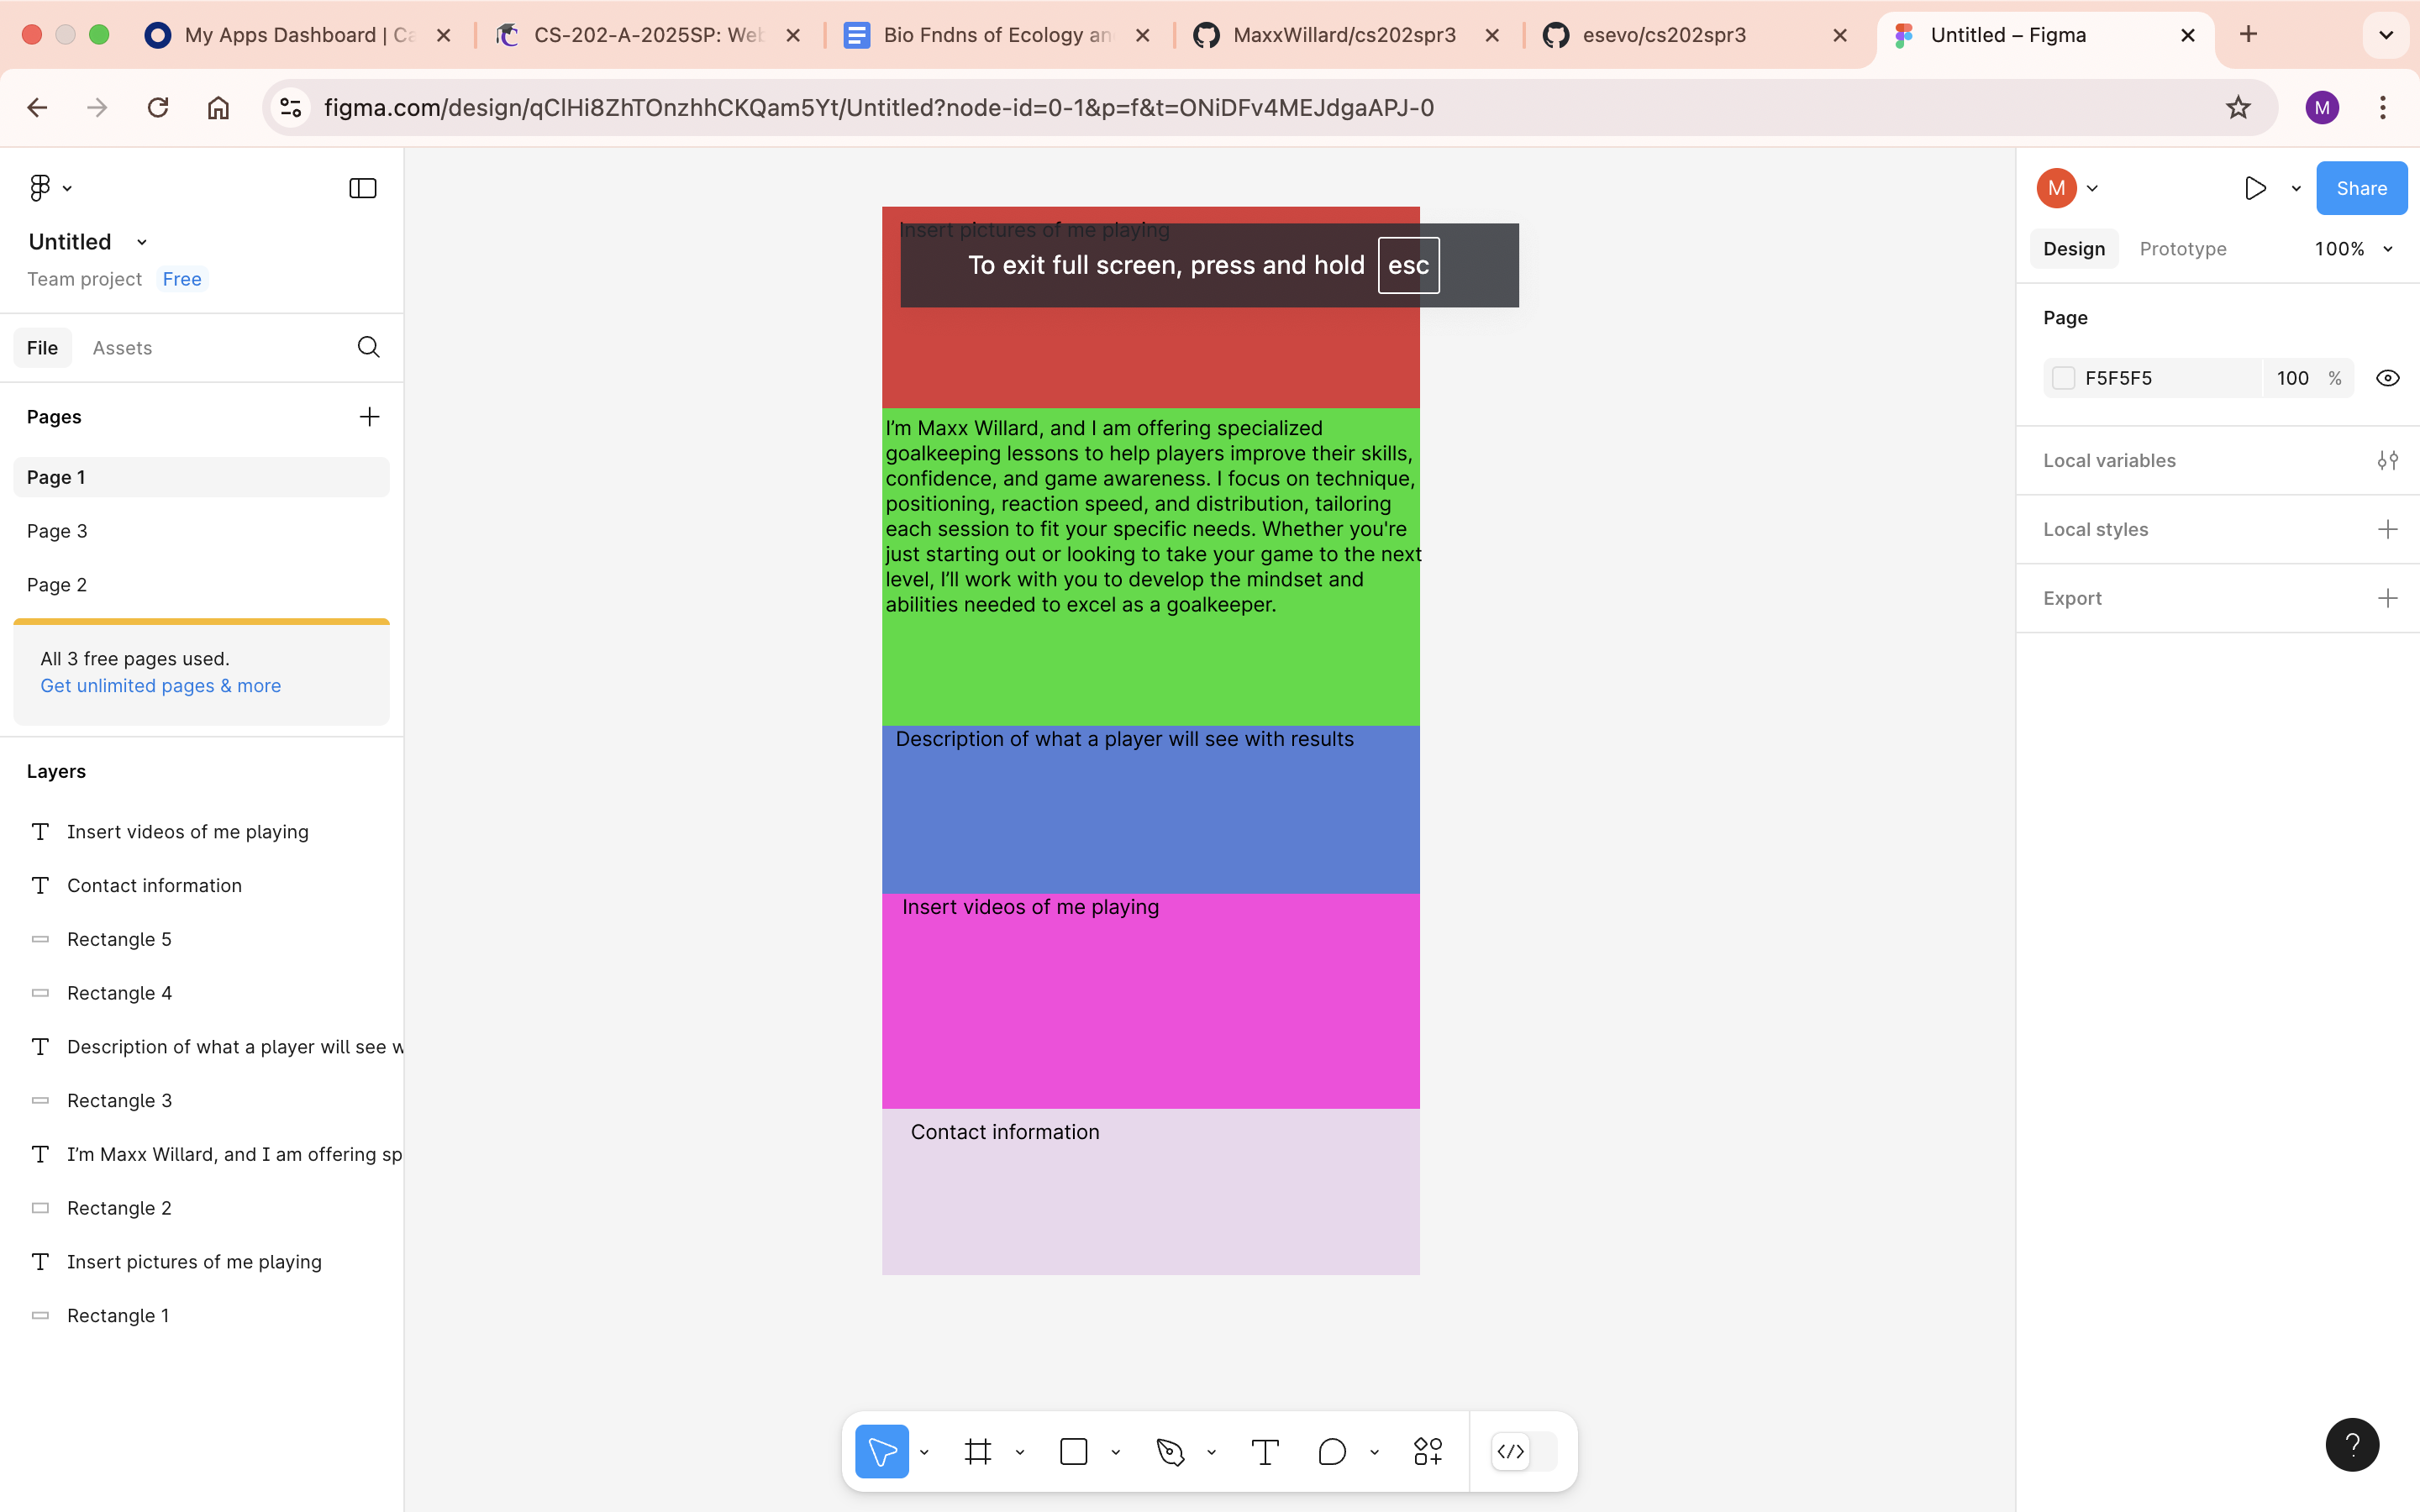 My Apps Dashboard | Ca
CS-202-A-2025SP: Web
Bio Fndns of Ecology an
MaxxWillard/cs202spr3
esevo/cs202spr3
Untitled – Figma
figma.com/design/qClHi8ZhTOnzhhCKQam5Yt/Untitled?node-id=0-1&p=f&t=ONiDFv4MEJdgaAPJ-0
M
Untitled
Team project Free
File Assets
Pages
Page 1
Page 3
Page 2
All 3 free pages used.
Get unlimited pages & more
Layers
Insert videos of me playing
Contact information
Rectangle 5
Rectangle 4
Description of what a player will see w
Rectangle 3
I’m Maxx Willard, and I am offering sp
Rectangle 2
Insert pictures of me playing
Rectangle 1
Insert pictures of me playing
To exit full screen, press and hold esc
I’m Maxx Willard, and I am offering specialized
goalkeeping lessons to help players improve their skills,
confidence, and game awareness. I focus on technique,
positioning, reaction speed, and distribution, tailoring
each session to fit your specific needs. Whether you're
just starting out or looking to take your game to the next
level, I’ll work with you to develop the mindset and
abilities needed to excel as a goalkeeper.
Description of what a player will see with results
Insert videos of me playing
Contact information
M
Share
Design Prototype 100%
Page
F5F5F5 100 %
Local variables
Local styles
Export
?